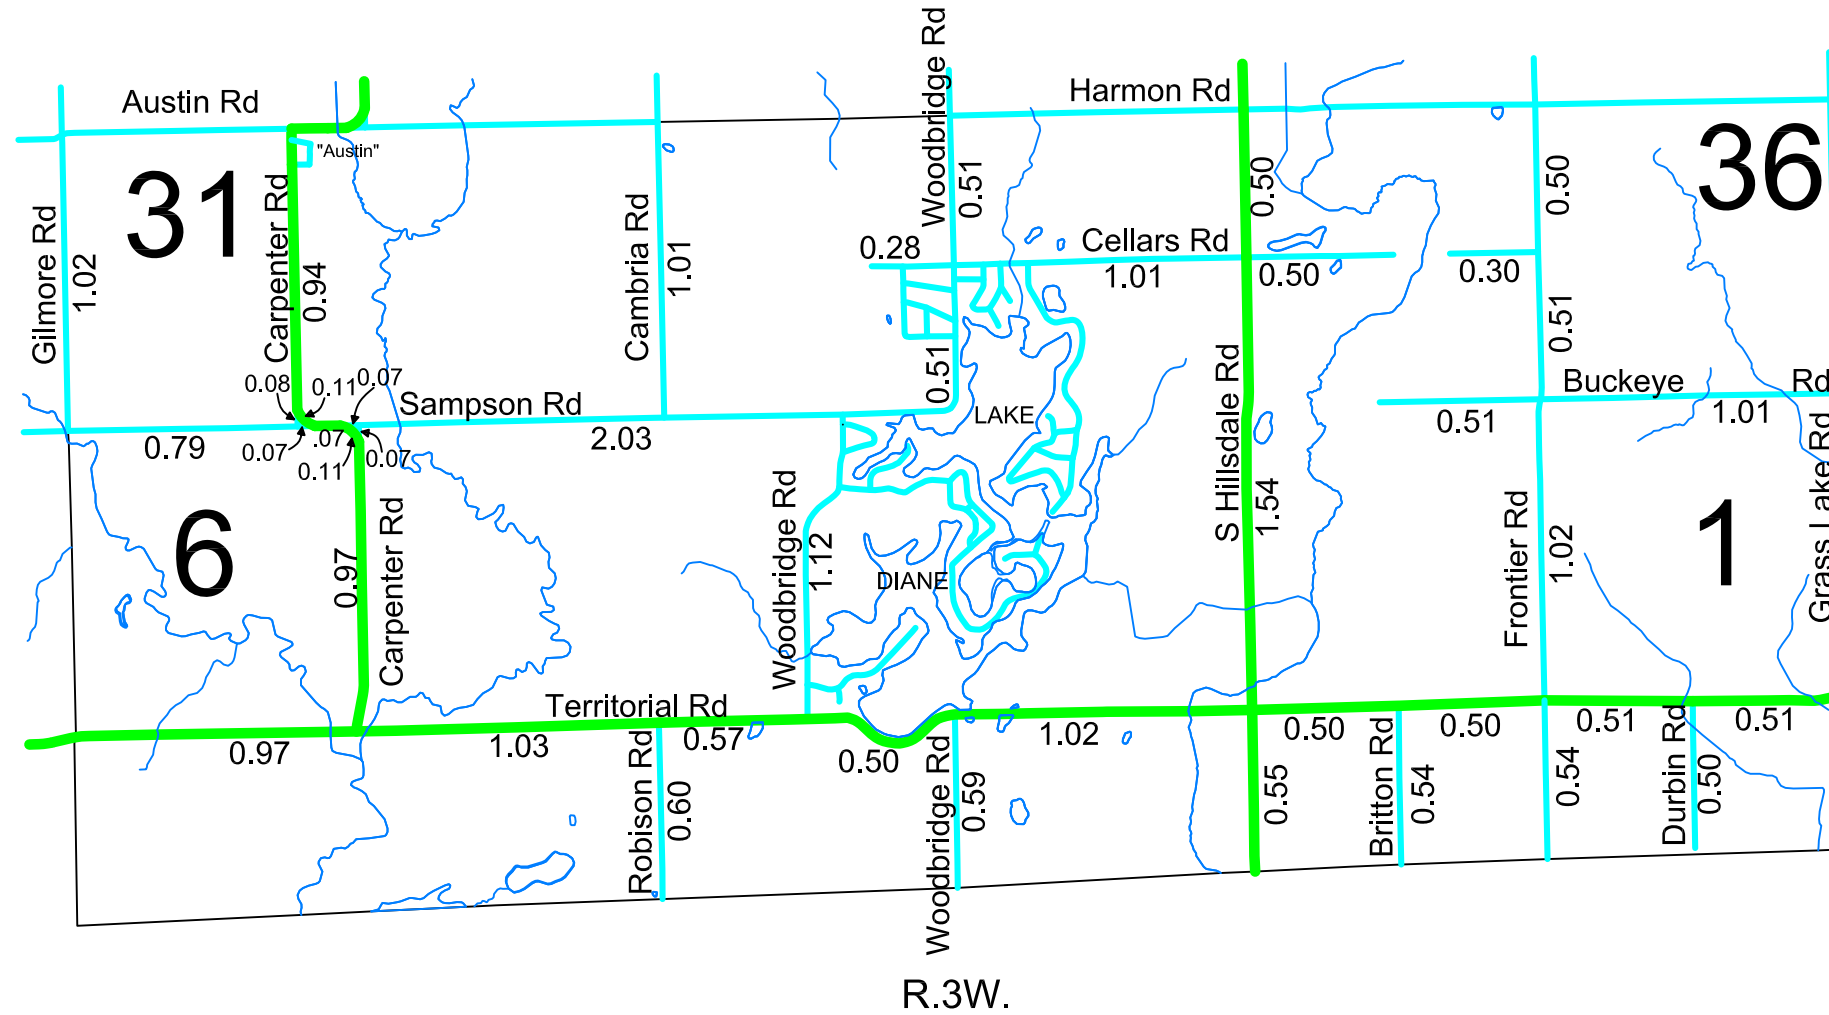 Woodbridge Rd
Austin Rd
Harmon Rd
"Austin"
31
36
Gilmore Rd
1.02
Carpenter Rd
0.94
Cambria Rd
1.01
0.51
0.50
0.50
0.28
Cellars Rd
1.01
0.50
0.30
0.51
0.51
S Hillsdale Rd
1.54
0.08
0.11
0.07
Sampson Rd
0.79
0.07
.07
0.11
0.07
2.03
LAKE
Buckeye Rd
0.51
1.01
Grass Lake Rd
6
0.97
Carpenter Rd
Woodbridge Rd
1.12
DIANE
Frontier Rd
1.02
1
Territorial Rd
0.97
1.03
0.57
0.50
1.02
0.50
0.50
0.51
0.51
Robison Rd
0.60
Woodbridge Rd
0.59
0.55
Britton Rd
0.54
0.54
Durbin Rd
0.50
R.3W.